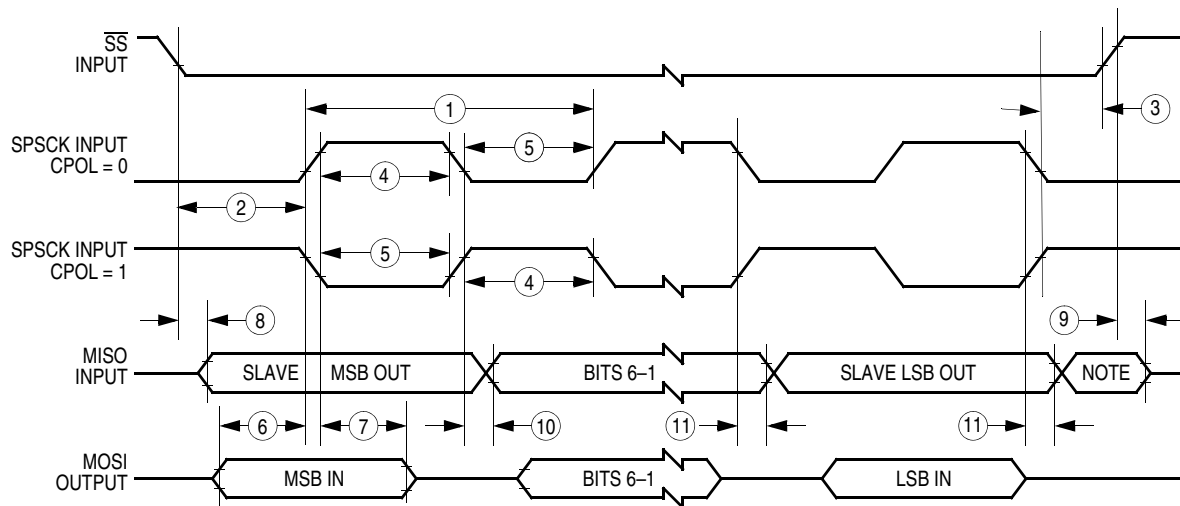 SS
INPUT
1
3
SPSCK INPUT
CPOL = 0
5
4
2
SPSCK INPUT
CPOL = 1
5
4
8
9
MISO
INPUT
SLAVE MSB OUT
BITS 6–1
SLAVE LSB OUT
NOTE
6
7
10
11
11
MOSI
OUTPUT
MSB IN
BITS 6–1
LSB IN